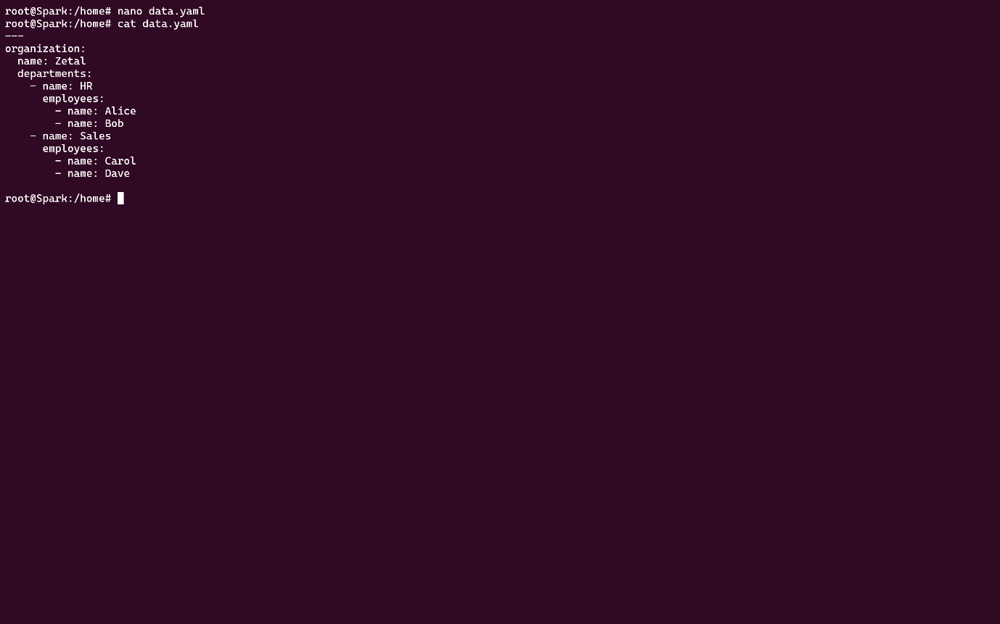 root@Spark:/home# nano data.yaml
root@Spark:/home# cat data.yaml
---
organization:
  name: Zetal
  departments:
    - name: HR
      employees:
        - name: Alice
        - name: Bob
    - name: Sales
      employees:
        - name: Carol
        - name: Dave

root@Spark:/home#